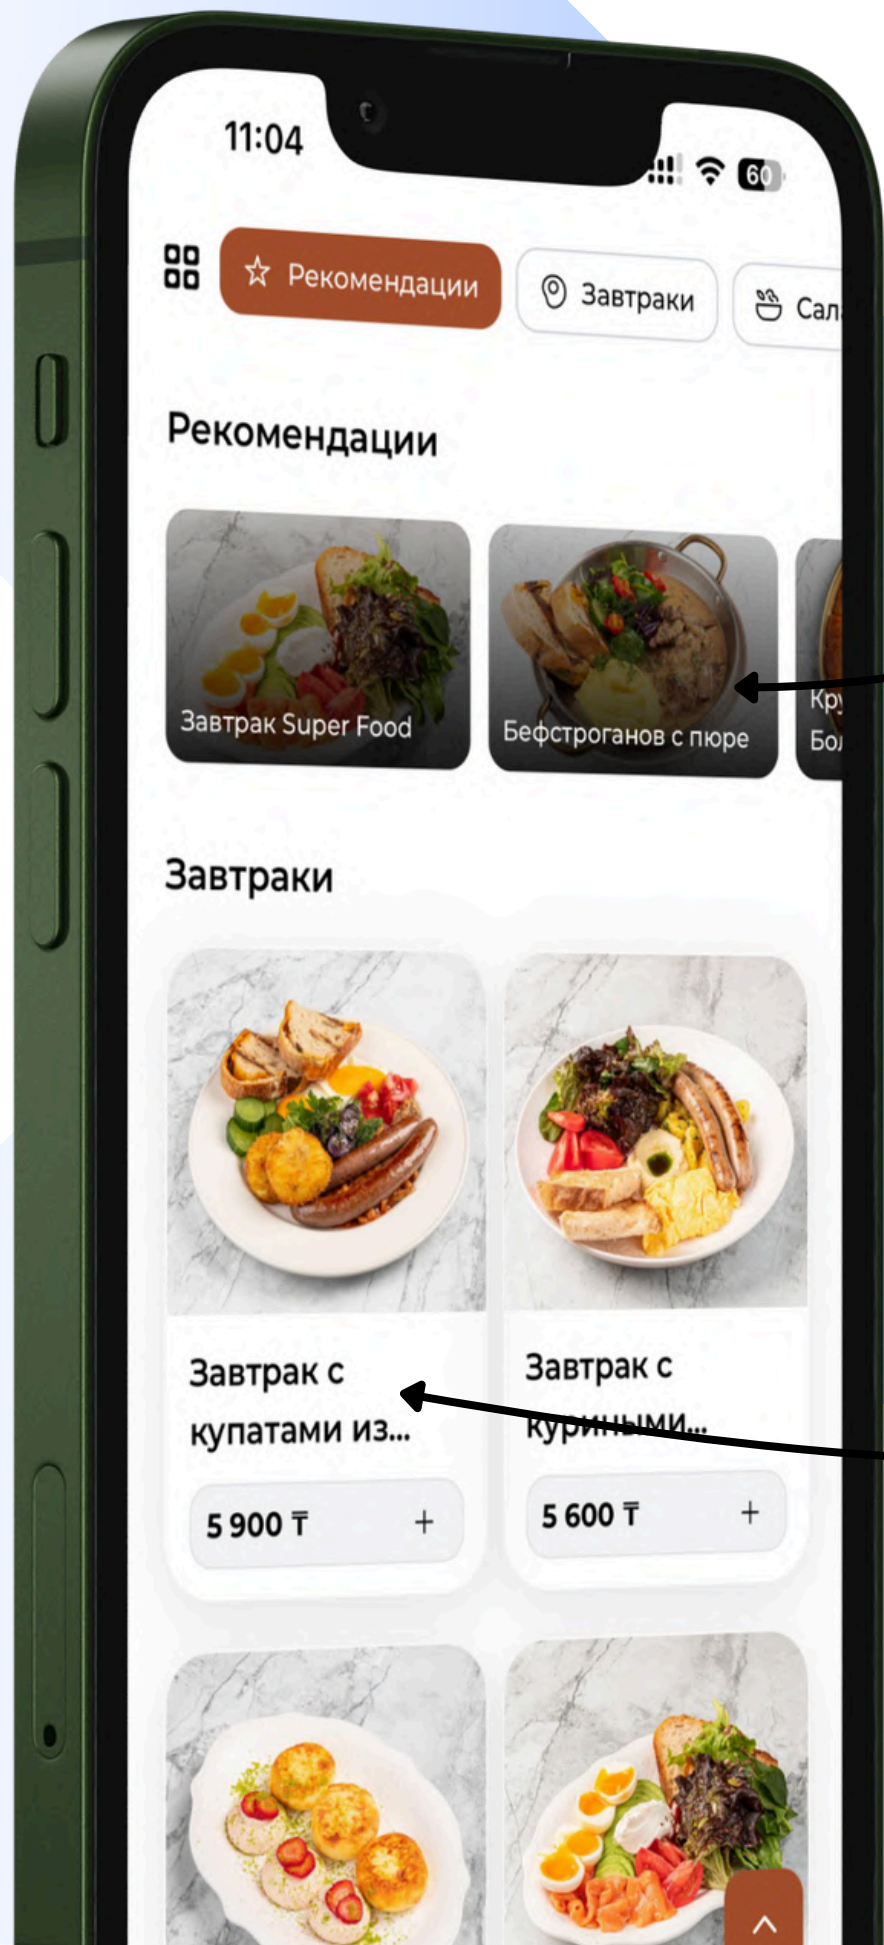 11:04
60
Рекомендации
Завтраки
Рекомендации
Завтрак Super Food
Бефстроганов с пюре
Завтраки
Завтрак с
купатами из...
Завтрак с
куриными...
5 900 ₸ +
5 600 ₸ +